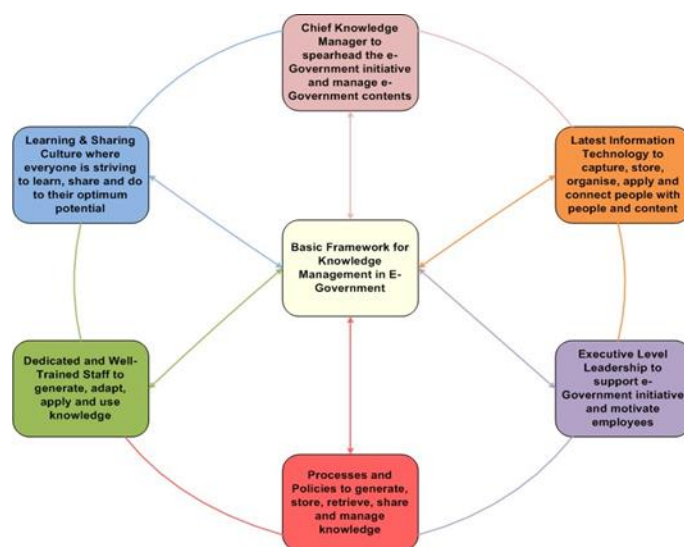 Chief Knowledge
Manager to
spearhead the e-
Government initiative
and manage e-
Government contents
Learning & Sharing
Culture where
everyone is striving
to learn, share and do
to their optimum
potential
Latest Information
Technology to
capture, store,
organise, apply and
connect people with
people and content
Basic Framework for
Knowledge
Management in E-
Government
Dedicated and Well-
Trained Staff to
generate, adapt,
apply and use
knowledge
Executive Level
Leadership to
support e-
Government initiative
and motivate
employees
Processes and
Policies to generate,
store, retrieve, share
and manage
knowledge